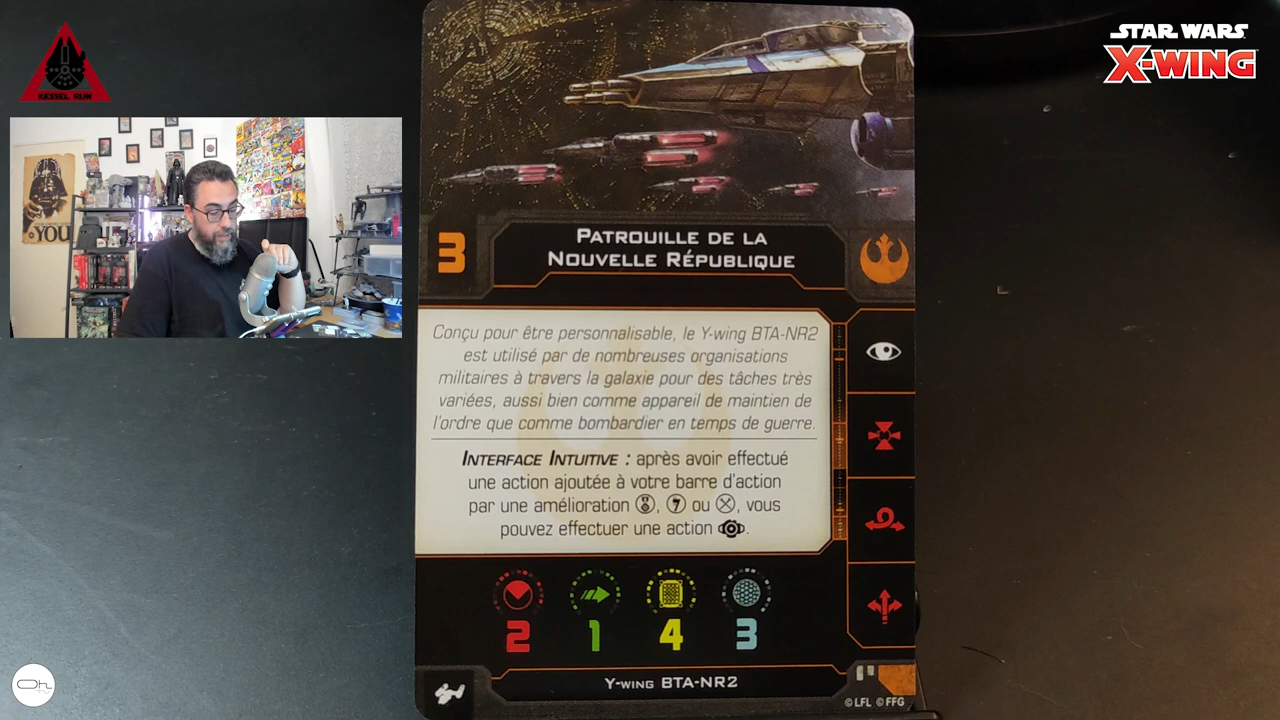 KESSEL RUN
STAR WARS
X-WING
YOU
3
Patrouille de la
Nouvelle République
Conçu pour être personnalisable, le Y-wing BTA-NR2
est utilisé par de nombreuses organisations
militaires à travers la galaxie pour des tâches très
variées, aussi bien comme appareil de maintien de
l'ordre que comme bombardier en temps de guerre.
Interface Intuitive : après avoir effectué
une action ajoutée à votre barre d'action
par une amélioration , ou , vous
pouvez effectuer une action .
2 1 4 3
Y-wing BTA-NR2
© LFL © FFG